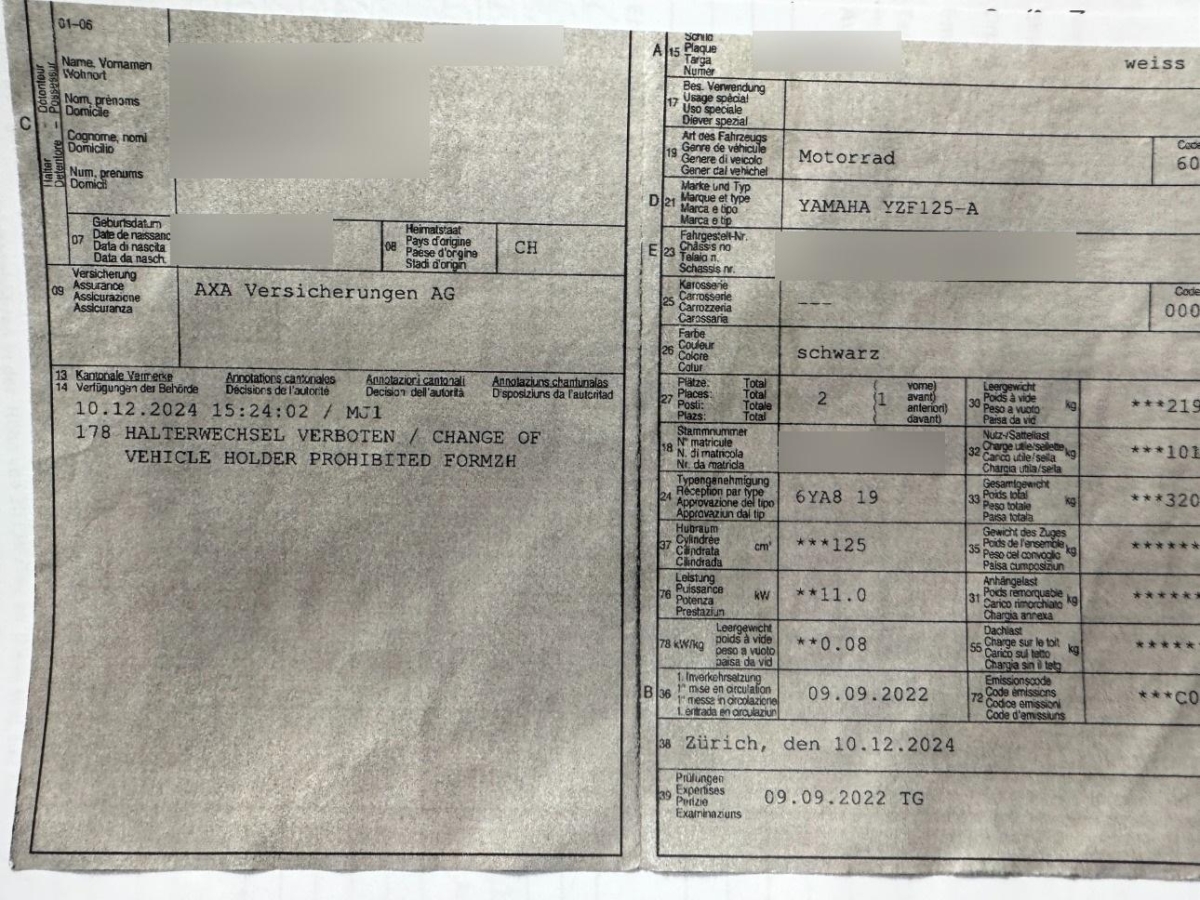 01-06
C
Halter - Détenteur
Detentore - Possessur
Name, Vornamen
Wohnort
Nom, prénoms
Domicile
Cognome, nomi
Domicilio
Num, prenums
Domicil
07
Geburtsdatum
Date de naissanc
Data di nascita
Data da nasch.
08
Heimatstaat
Pays d'origine
Paese d'origine
Stadi d'origin
CH
09
Versicherung
Assurance
Assicurazione
Assicuranza
AXA Versicherungen AG
13 Kantonale Vermerke Annotations cantonales Annotazioni cantonali Annotaziuns chantunalas
14 Verfügungen der Behörde Décisions de l'autorité Decisioni dell'autorità Disposiziuns da l'autoritad
10.12.2024 15:24:02 / MJ1
178 HALTERWECHSEL VERBOTEN / CHANGE OF
VEHICLE HOLDER PROHIBITED FORMZH
A 15
Schild
Plaque
Targa
Numer
weiss
17
Bes. Verwendung
Usage spécial
Uso speciale
Diever spezial
19
Art des Fahrzeugs
Genre de véhicule
Genere di veicolo
Gener dal vehichel
Motorrad
Code
60
D 21
Marke und Typ
Marque et type
Marca e tipo
Marca e tip
YAMAHA YZF125-A
E 23
Fahrgestell-Nr.
Châssis no
Telaio n.
Schassis nr.
25
Karosserie
Carrosserie
Carrozzeria
Carossaria
---
Code
000
26
Farbe
Couleur
Colore
Colur
schwarz
27
Plätze: Total
Places: Total
Posti: Totale
Plazs: Total
2
(1
vorne)
avant)
anteriori)
davant)
30
Leergewicht
Poids à vide
Peso a vuoto
Paisa da vid
kg
***219
18
Stammnummer
N° matricule
N. di matricola
Nr. da matricla
32
Nutz-/Sattellast
Charge utile/sellette
Carico utile/sella
Chargia utila/sella
kg
***101
24
Typengenehmigung
Réception par type
Approvazione del tipo
Approvaziun dal tip
6YA8 19
33
Gesamtgewicht
Poids total
Peso totale
Paisa totala
kg
***320
37
Hubraum
Cylindrée
Cilindrata
Cilindrada
cm³
***125
35
Gewicht des Zuges
Poids de l'ensemble
Peso del convoglio
Paisa cumposiziun
kg
******
76
Leistung
Puissance
Potenza
Prestaziun
kW
**11.0
31
Anhängelast
Poids remorquable
Carico rimorchiato
Chargia annexa
kg
******
78 kW/kg
Leergewicht
poids à vide
peso a vuoto
paisa da vid
**0.08
55
Dachlast
Charge sur le toit
Carico sul tetto
Chargia sin il tetg
kg
*****
B 36
1. Inverkehrsetzung
1re mise en circulation
1a messa in circolazione
1. entrada en circulaziun
09.09.2022
72
Emissionscode
Code émissions
Codice emissioni
Code d'emissiuns
***C0
38
Zürich, den 10.12.2024
39
Prüfungen
Expertises
Perizie
Examinaziuns
09.09.2022 TG